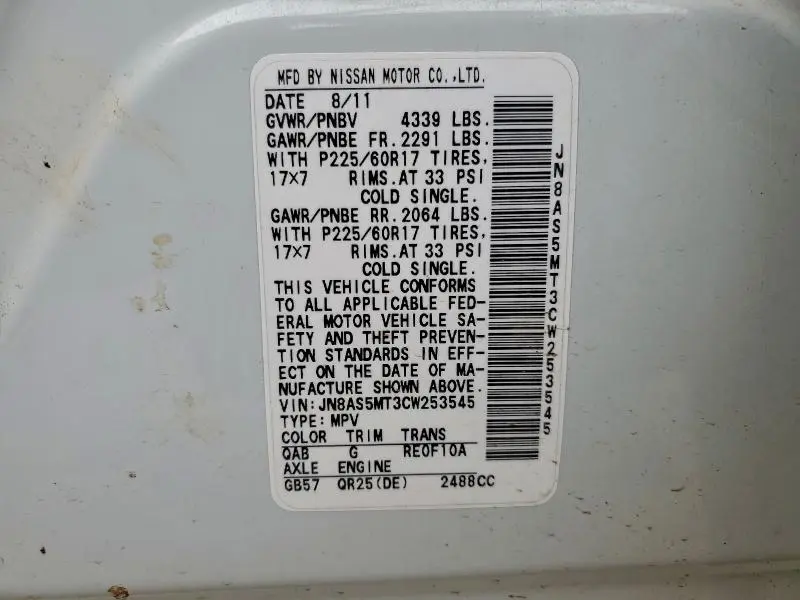 MFD BY NISSAN MOTOR CO.,LTD.
DATE 8/11
GVWR/PNBV 4339 LBS.
GAWR/PNBE FR.2291 LBS.
WITH P225/60R17 TIRES,
17X7 RIMS.AT 33 PSI
COLD SINGLE.
GAWR/PNBE RR.2064 LBS.
WITH P225/60R17 TIRES,
17X7 RIMS.AT 33 PSI
COLD SINGLE.
THIS VEHICLE CONFORMS
TO ALL APPLICABLE FED-
ERAL MOTOR VEHICLE SA-
FETY AND THEFT PREVEN-
TION STANDARDS IN EFF-
ECT ON THE DATE OF MA-
NUFACTURE SHOWN ABOVE.
VIN:JN8AS5MT3CW253545
TYPE:MPV
COLOR TRIM TRANS
QAB G RE0F10A
AXLE ENGINE
GB57 QR25(DE) 2488CC
JN8AS5MT3CW253545